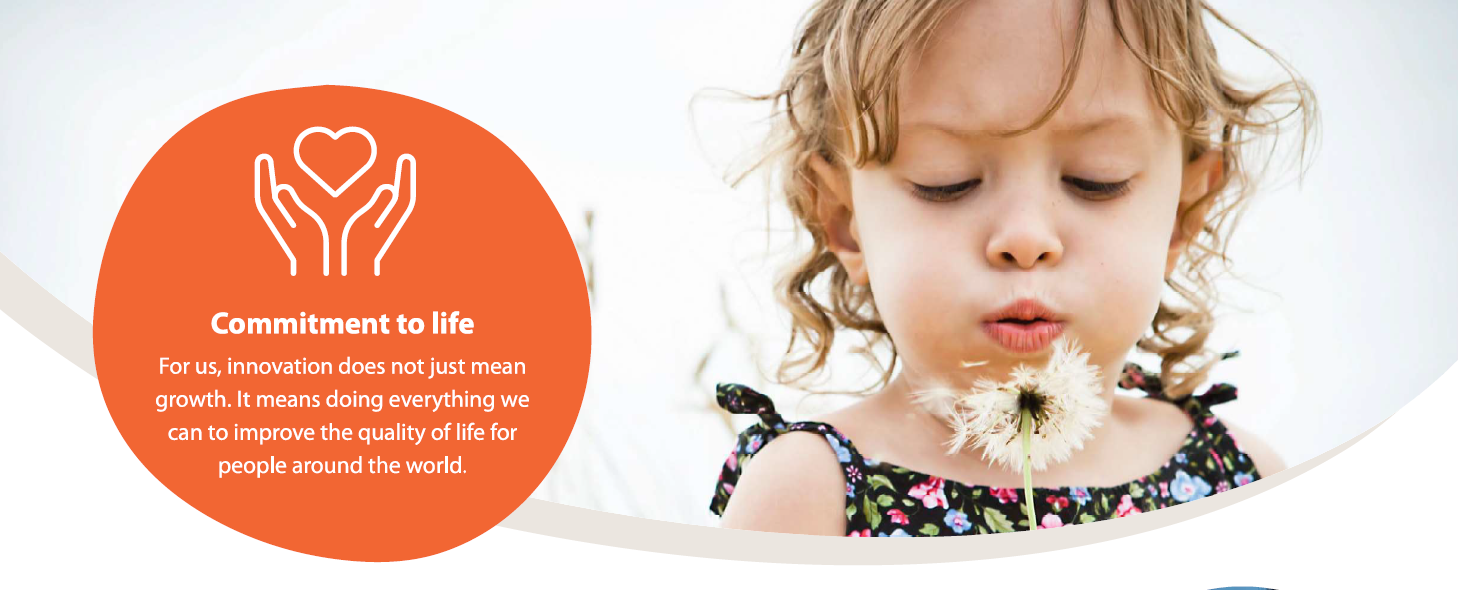 Commitment to life
For us, innovation does not just mean
growth. It means doing everything we
can to improve the quality of life for
people around the world.